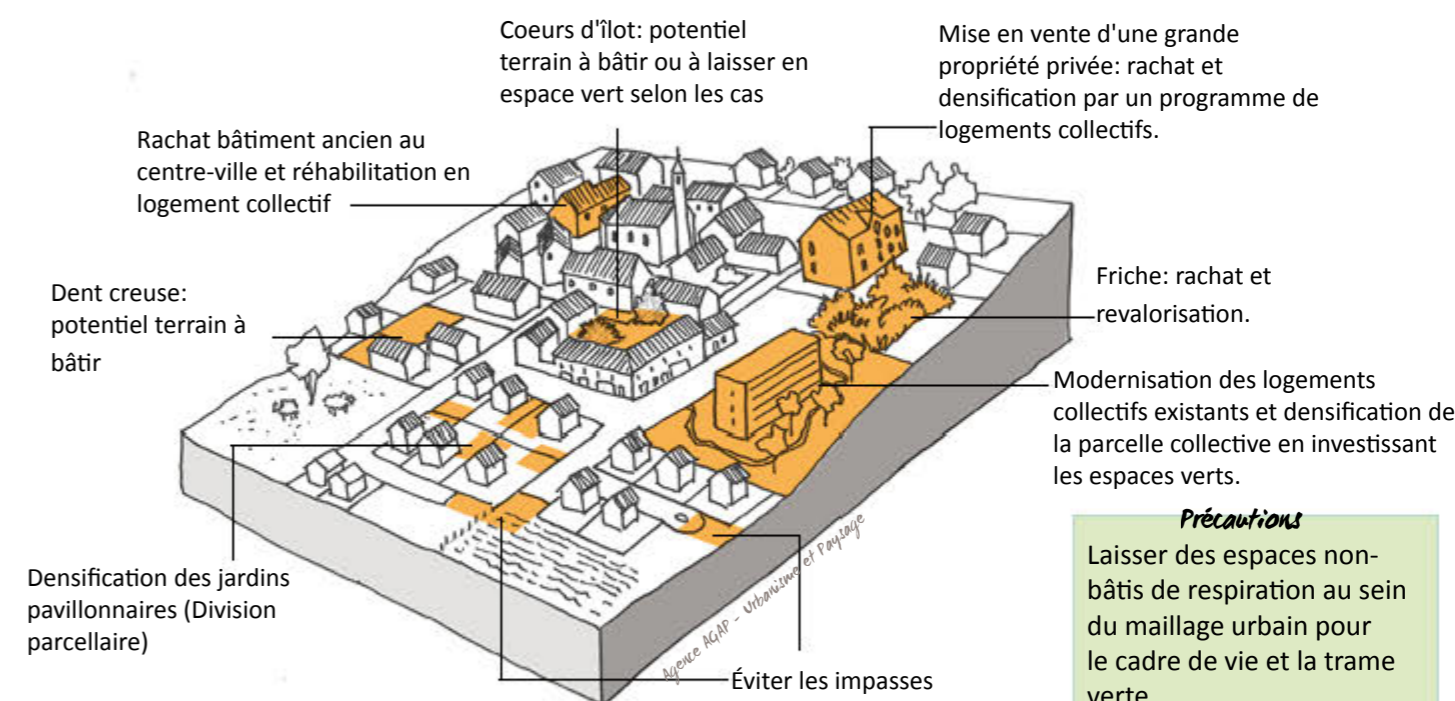 Coeurs d'îlot: potentiel
terrain à bâtir ou à laisser en
espace vert selon les cas
Mise en vente d'une grande
propriété privée: rachat et
densification par un programme de
logements collectifs.
Rachat bâtiment ancien au
centre-ville et réhabilitation en
logement collectif
Dent creuse:
potentiel terrain à
bâtir
Friche: rachat et
revalorisation.
Modernisation des logements
collectifs existants et densification de
la parcelle collective en investissant
les espaces verts.
Densification des jardins
pavillonnaires (Division
parcellaire)
Agence AGAP - Urbanisme et Paysage
Éviter les impasses
Précautions
Laisser des espaces non-
bâtis de respiration au sein
du maillage urbain pour
le cadre de vie et la trame
verte